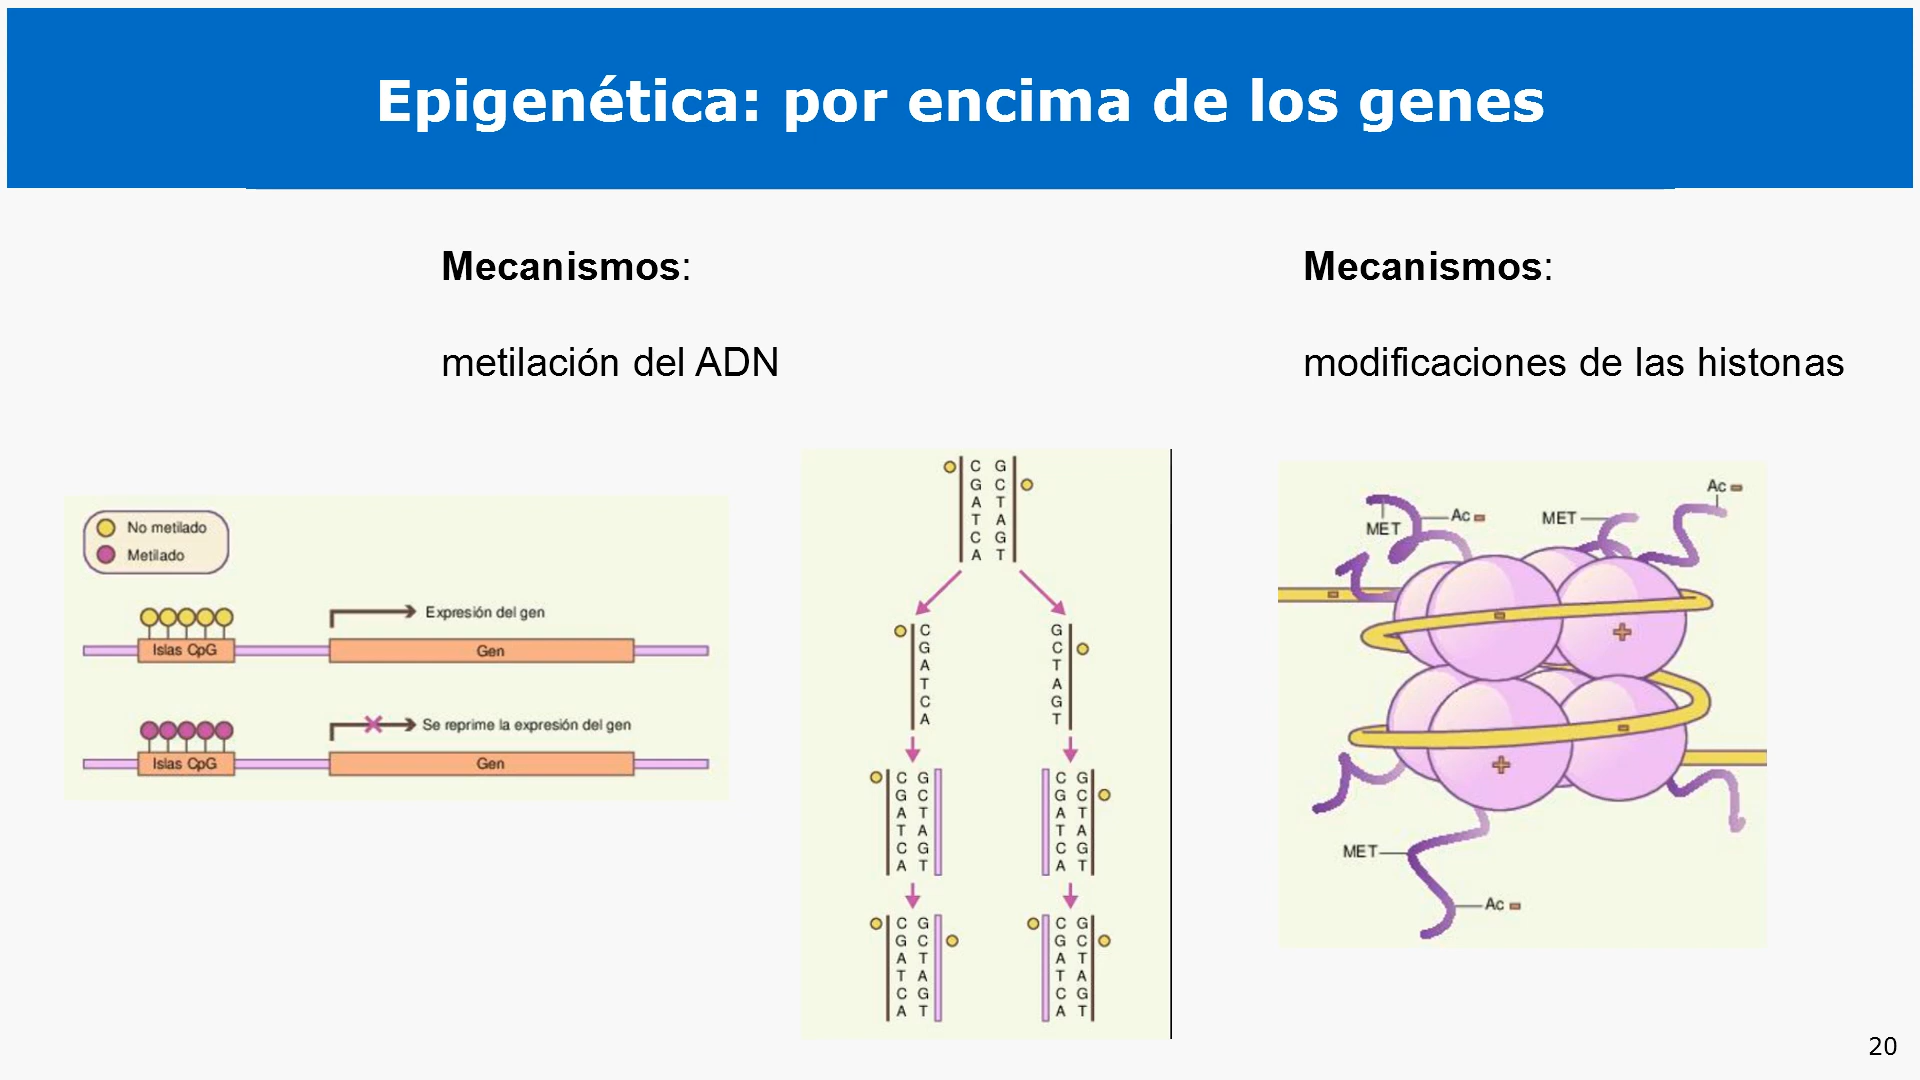 Epigenética: por encima de los genes
Mecanismos:
metilación del ADN
Mecanismos:
modificaciones de las histonas
No metilado
Metilado
Expresión del gen
Islas CpG
Gen
Se reprime la expresión del gen
Islas CpG
Gen
C G
G C
A T
T A
C G
A T
C
G
A
T
C
A
G
C
T
A
G
T
C G
G C
A T
T A
C G
A T
C G
G C
A T
T A
C G
A T
C G
G C
A T
T A
C G
A T
C G
G C
A T
T A
C G
A T
MET
Ac -
MET
Ac -
-
-
+
-
+
MET
Ac -
20